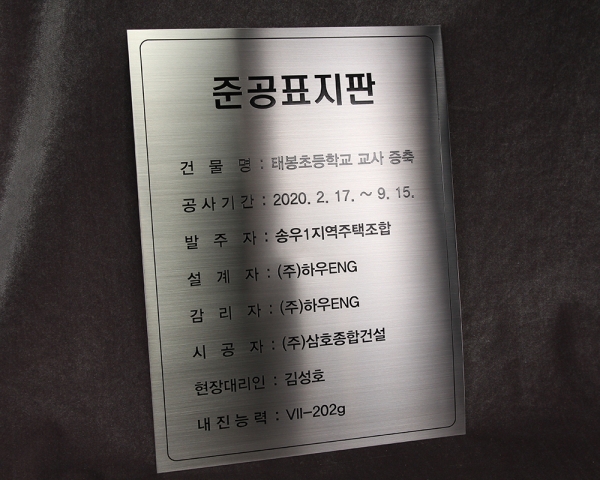 준공표지판
건물명 : 태봉초등학교 교사 증축
공사기간 : 2020. 2. 17. ~ 9. 15.
발주자 : 송우1지역주택조합
설계자 : (주)하우ENG
감리자 : (주)하우ENG
시공자 : (주)삼호종합건설
현장대리인 : 김성호
내진능력 : VII-202g